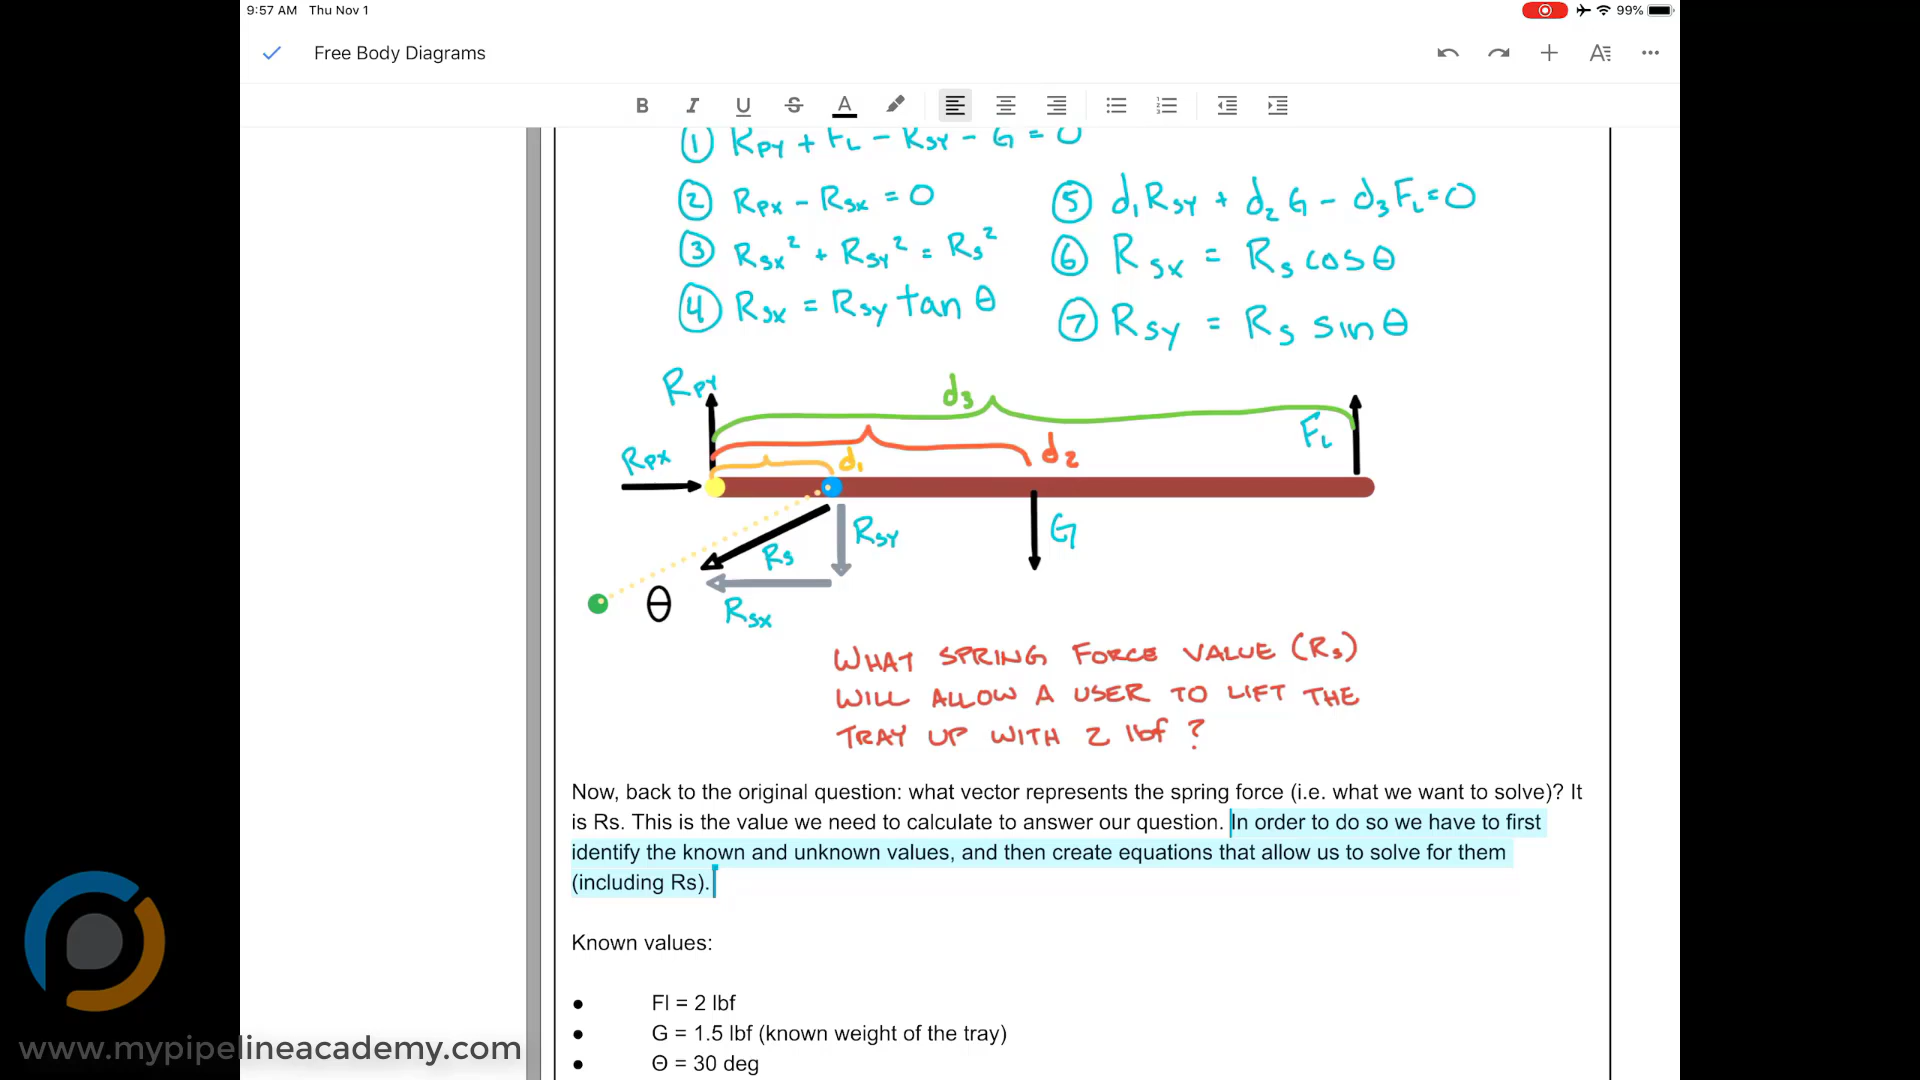 9:57 AM Thu Nov 1
99%
Free Body Diagrams
B I U S A
① RPY + FL - RSY - G = 0
② RPX - RSX = 0
③ RSX² + RSY² = RS²
④ RSX = RSY tan θ
⑤ d1RSY + d2G - d3FL = 0
⑥ RSX = RS cosθ
⑦ RSY = RS sinθ
RPY
d3
FL
RPX
d1
d2
RS
RSY
G
θ
RSX
WHAT SPRING FORCE VALUE (RS)
WILL ALLOW A USER TO LIFT THE
TRAY UP WITH 2 lbf ?
Now, back to the original question: what vector represents the spring force (i.e. what we want to solve)? It
is Rs. This is the value we need to calculate to answer our question. In order to do so we have to first
identify the known and unknown values, and then create equations that allow us to solve for them
(including Rs).
Known values:
● Fl = 2 lbf
● G = 1.5 lbf (known weight of the tray)
● Θ = 30 deg
www.mypipelineacademy.com